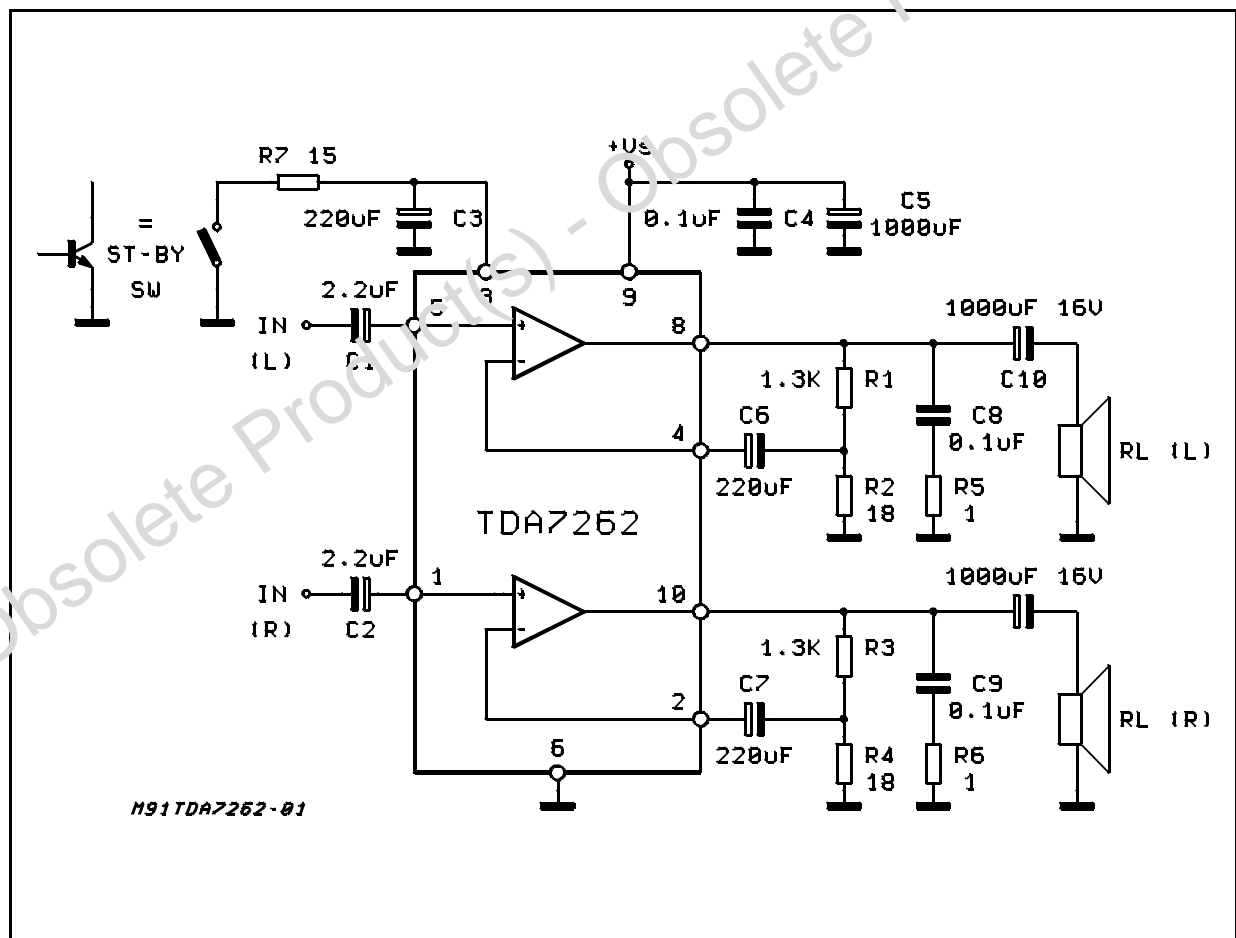 Obsolete Product(s) - Obsolete
R7 15
+Vs
=
ST-BY
SW
220uF
C3
0.1uF
C4
C5
1000uF
3
9
2.2uF
5
IN
(L)
C1
8
1000uF 16V
C10
1.3K
R1
C6
4
220uF
C8
0.1uF
R2
18
R5
1
RL (L)
TDA7262
2.2uF
1
IN
(R)
C2
10
1000uF 16V
1.3K
R3
C7
2
220uF
C9
0.1uF
R4
18
R6
1
RL (R)
6
M91TDA7262-01
Obsolete